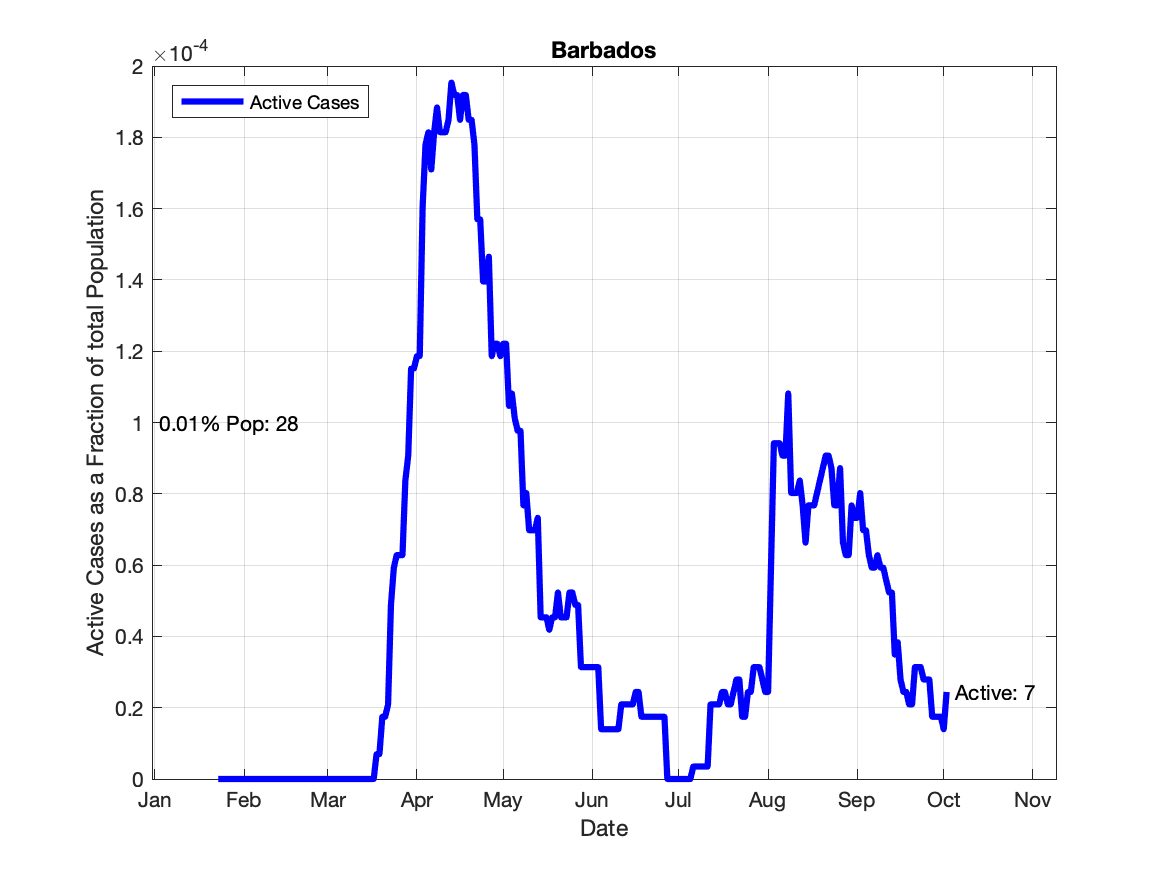 Barbados
×10-4
2
1.8
1.6
1.4
1.2
1
0.8
0.6
0.4
0.2
0
Active Cases as a Fraction of total Population
Active Cases
0.01% Pop: 28
Active: 7
Jan Feb Mar Apr May Jun Jul Aug Sep Oct Nov
Date